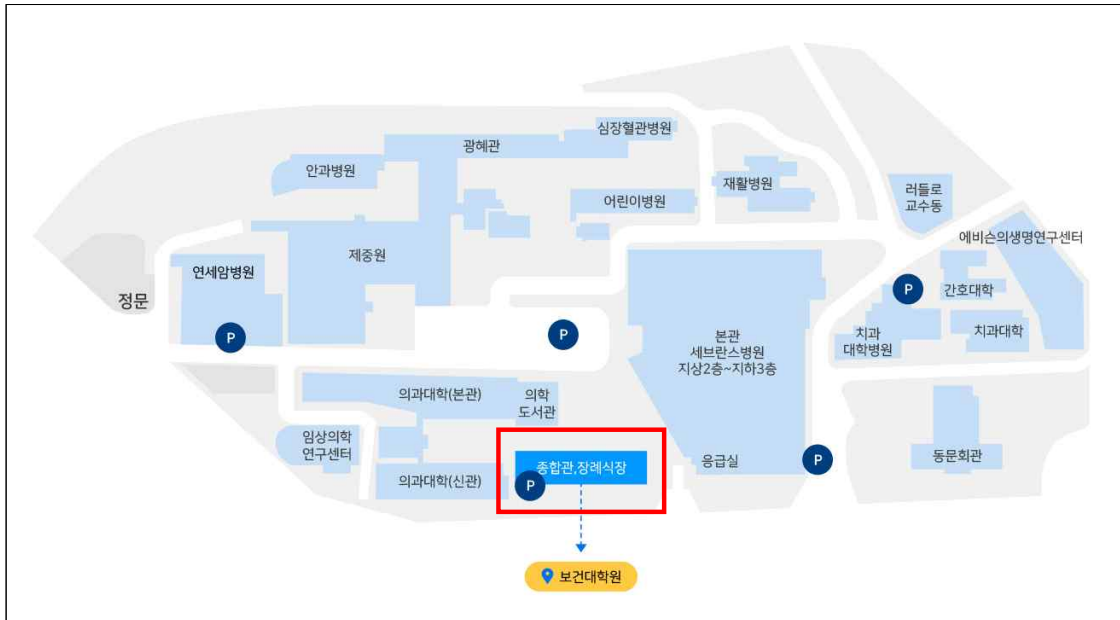 심장혈관병원
광혜관
안과병원
재활병원
어린이병원
러들로
교수동
에비슨의생명연구센터
제중원
연세암병원
정문
P
간호대학
P
P
본관
세브란스병원
지상2층~지하3층
치과
대학병원
치과대학
의과대학(본관)
의학
도서관
임상의학
연구센터
종합관,장례식장
P
의과대학(신관)
응급실
P
동문회관
보건대학원